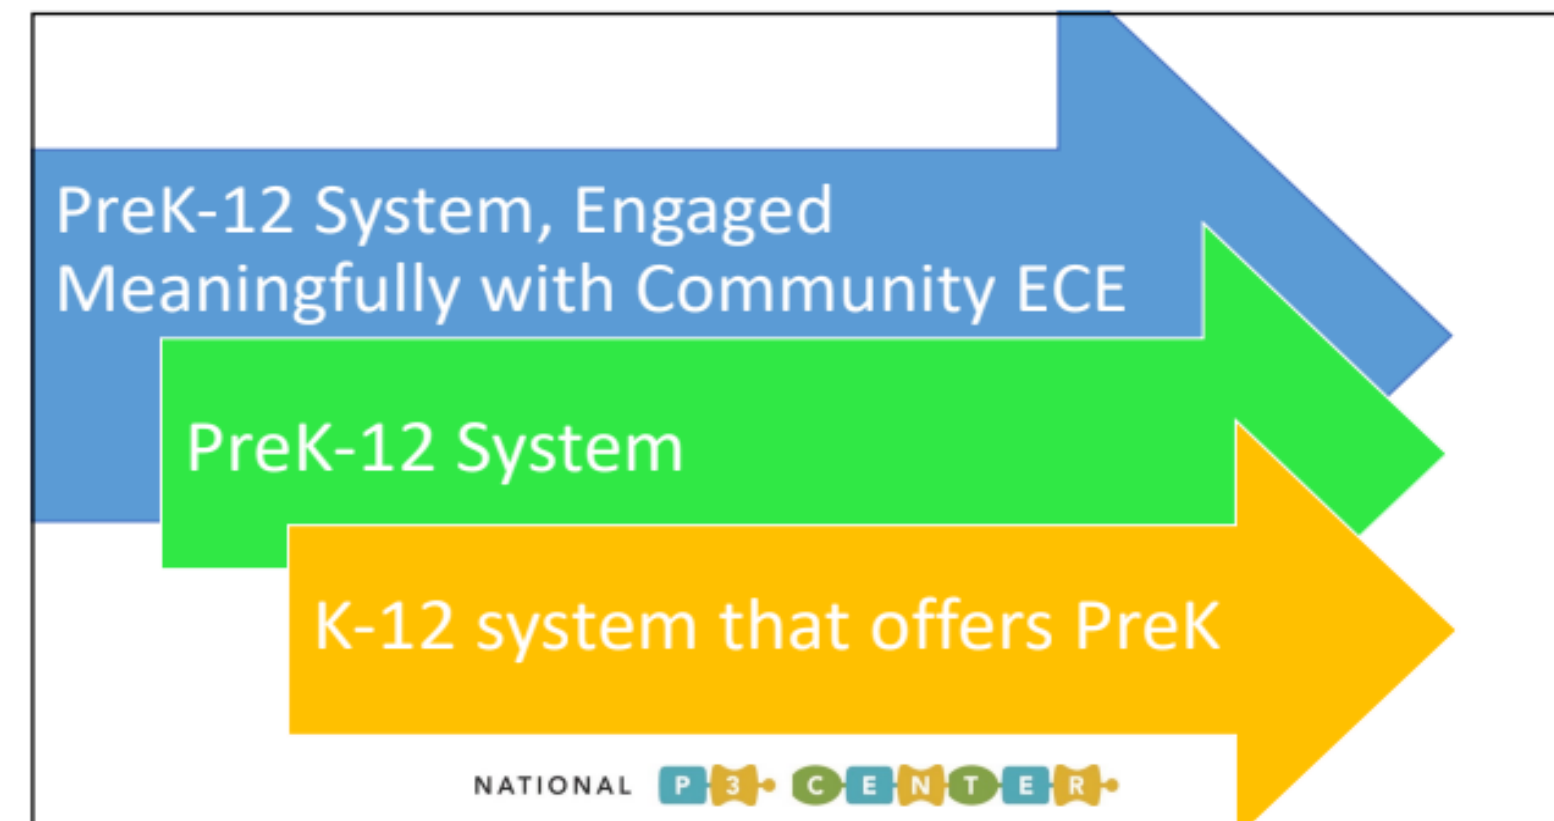 PreK-12 System, Engaged
Meaningfully with Community ECE
PreK-12 System
K-12 system that offers PreK
NATIONAL P3 CENTER